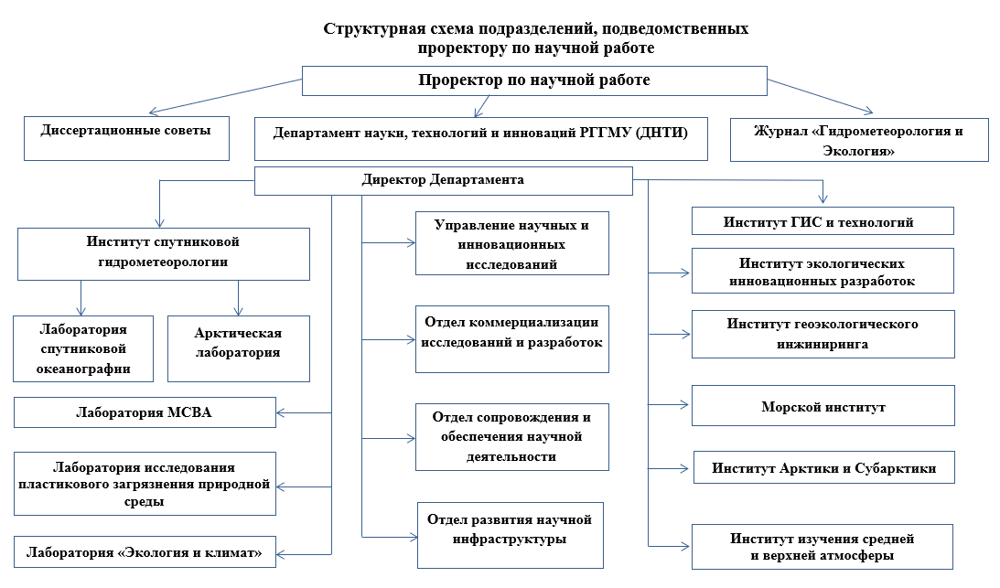 Структурная схема подразделений, подведомственных
проректору по научной работе
Проректор по научной работе
Диссертационные советы
Департамент науки, технологий и инноваций РГГМУ (ДНТИ)
Журнал «Гидрометеорология и
Экология»
Директор Департамента
Институт спутниковой
гидрометеорологии
Лаборатория
спутниковой
океанографии
Арктическая
лаборатория
Лаборатория МСВА
Лаборатория исследования
пластикового загрязнения природной
среды
Лаборатория «Экология и климат»
Управление научных и
инновационных
исследований
Отдел коммерциализации
исследований и разработок
Отдел сопровождения и
обеспечения научной
деятельности
Отдел развития научной
инфраструктуры
Институт ГИС и технологий
Институт экологических
инновационных разработок
Институт геоэкологического
инжиниринга
Морской институт
Институт Арктики и Субарктики
Институт изучения средней
и верхней атмосферы